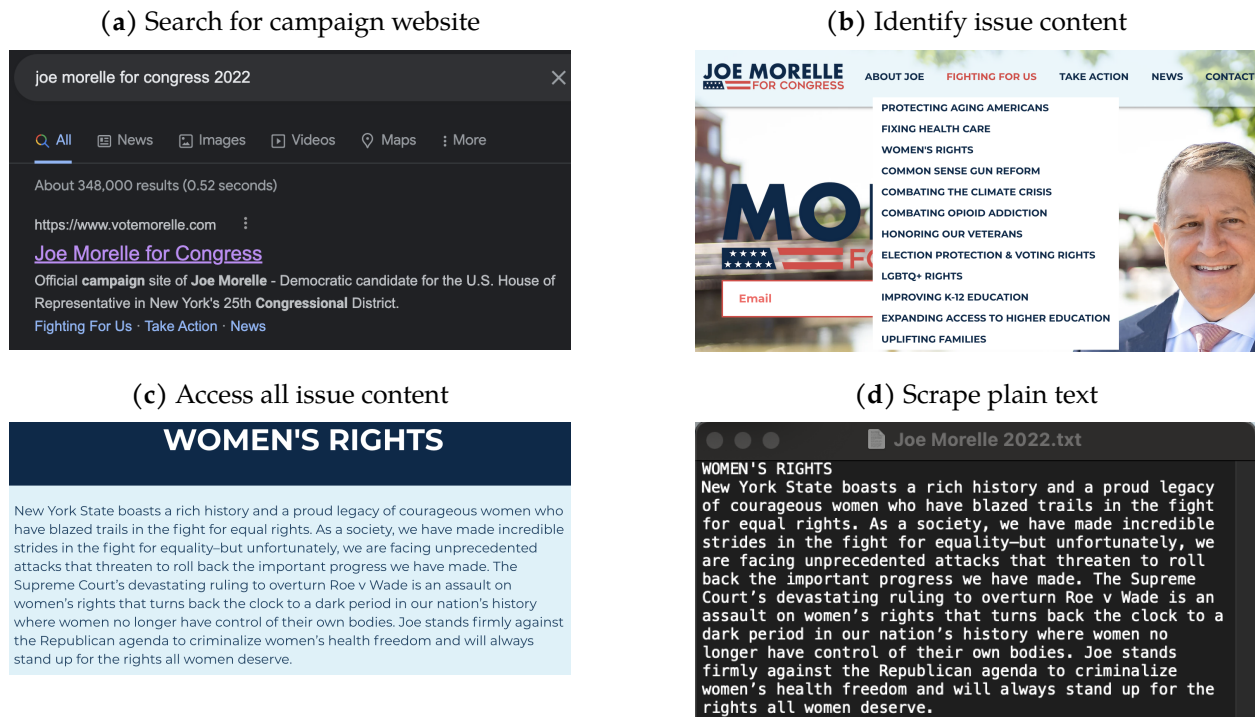 (a) Search for campaign website
joe morelle for congress 2022
All News Images Videos Maps More
About 348,000 results (0.52 seconds)
https://www.votemorelle.com
Joe Morelle for Congress
Official campaign site of Joe Morelle - Democratic candidate for the U.S. House of
Representative in New York's 25th Congressional District.
Fighting For Us · Take Action · News
(b) Identify issue content
JOE MORELLE
FOR CONGRESS
ABOUT JOE FIGHTING FOR US TAKE ACTION NEWS CONTACT
PROTECTING AGING AMERICANS
FIXING HEALTH CARE
WOMEN'S RIGHTS
COMMON SENSE GUN REFORM
COMBATING THE CLIMATE CRISIS
COMBATING OPIOID ADDICTION
HONORING OUR VETERANS
ELECTION PROTECTION & VOTING RIGHTS
LGBTQ+ RIGHTS
IMPROVING K-12 EDUCATION
EXPANDING ACCESS TO HIGHER EDUCATION
UPLIFTING FAMILIES
MO
F
Email
(c) Access all issue content
WOMEN'S RIGHTS
New York State boasts a rich history and a proud legacy of courageous women who
have blazed trails in the fight for equal rights. As a society, we have made incredible
strides in the fight for equality–but unfortunately, we are facing unprecedented
attacks that threaten to roll back the important progress we have made. The
Supreme Court's devastating ruling to overturn Roe v Wade is an assault on
women's rights that turns back the clock to a dark period in our nation's history
where women no longer have control of their own bodies. Joe stands firmly against
the Republican agenda to criminalize women's health freedom and will always
stand up for the rights all women deserve.
(d) Scrape plain text
Joe Morelle 2022.txt
WOMEN'S RIGHTS
New York State boasts a rich history and a proud legacy
of courageous women who have blazed trails in the fight
for equal rights. As a society, we have made incredible
strides in the fight for equality–but unfortunately, we
are facing unprecedented attacks that threaten to roll
back the important progress we have made. The Supreme
Court's devastating ruling to overturn Roe v Wade is an
assault on women's rights that turns back the clock to a
dark period in our nation's history where women no
longer have control of their own bodies. Joe stands
firmly against the Republican agenda to criminalize
women's health freedom and will always stand up for the
rights all women deserve.